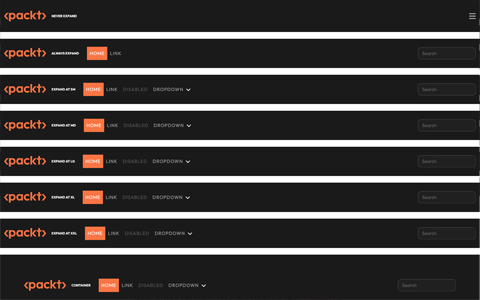 <packt> NEVER EXPAND
<packt> ALWAYS EXPAND HOME LINK Search
<packt> EXPAND AT SM HOME LINK DISABLED DROPDOWN Search
<packt> EXPAND AT MD HOME LINK DISABLED DROPDOWN Search
<packt> EXPAND AT LG HOME LINK DISABLED DROPDOWN Search
<packt> EXPAND AT XL HOME LINK DISABLED DROPDOWN Search
<packt> EXPAND AT XXL HOME LINK DISABLED DROPDOWN Search
<packt> CONTAINER HOME LINK DISABLED DROPDOWN Search